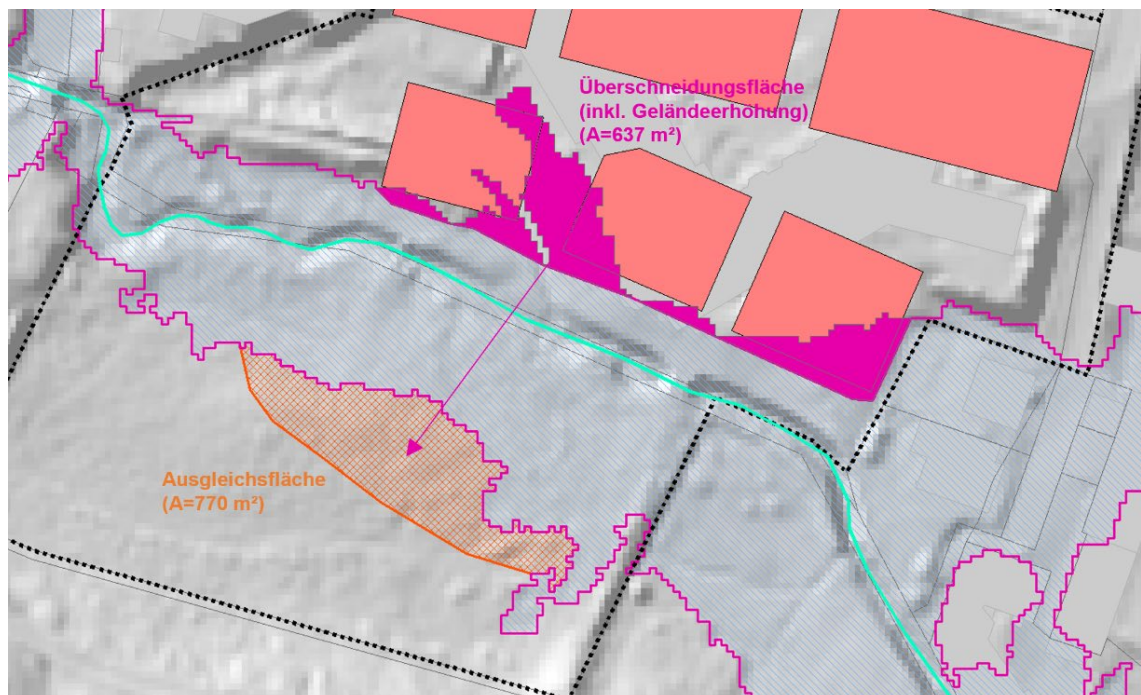 Überschneidungsfläche
(inkl. Geländeerhöhung)
(A=637 m²)
Ausgleichsfläche
(A=770 m²)